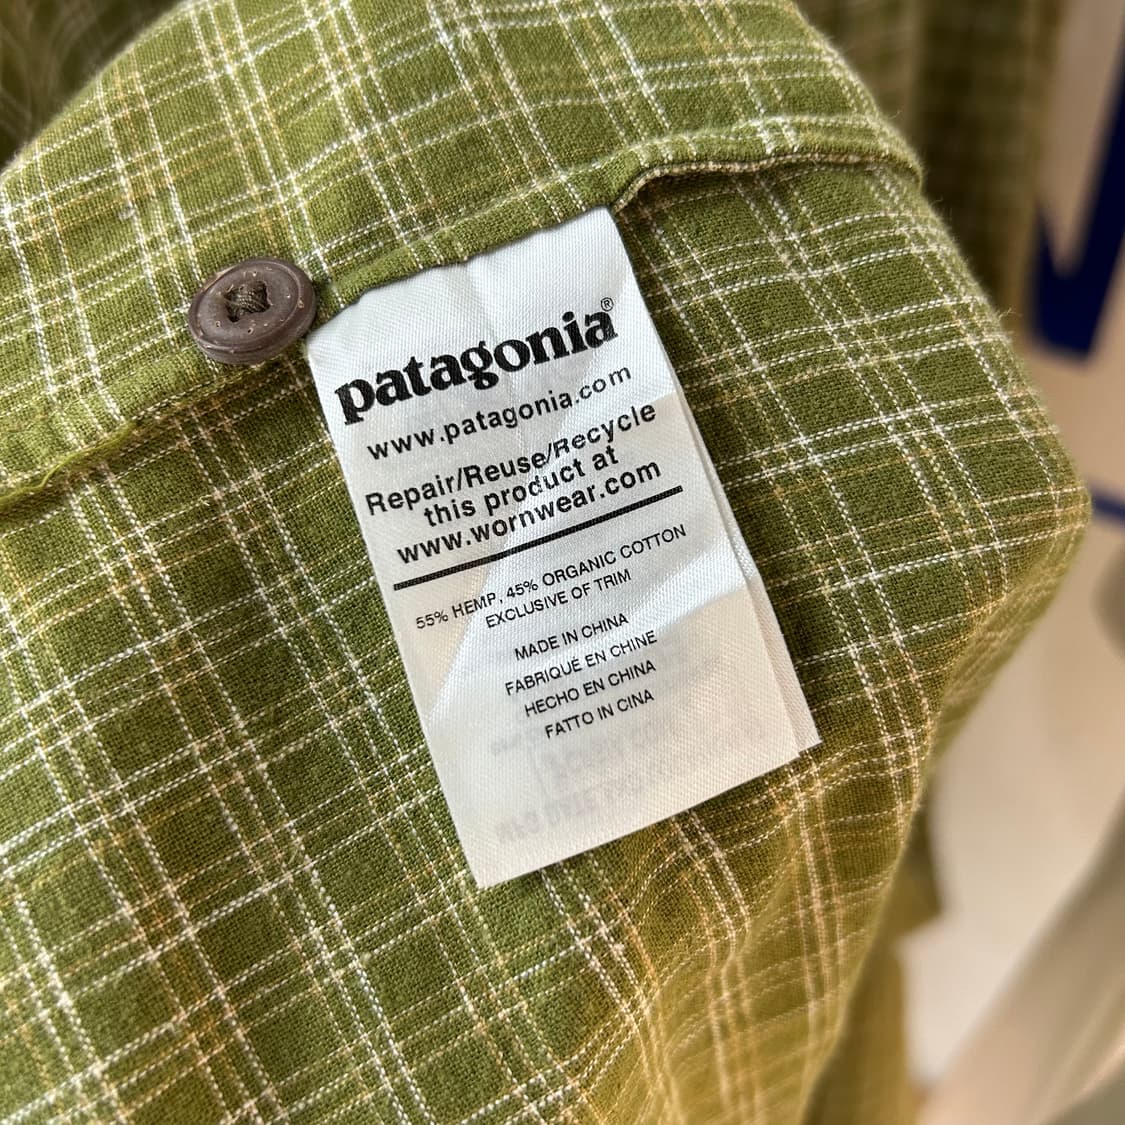 patagonia®
www.patagonia.com
Repair/Reuse/Recycle
this product at
www.wornwear.com
55% HEMP, 45% ORGANIC COTTON
EXCLUSIVE OF TRIM
MADE IN CHINA
FABRIQUÉ EN CHINE
HECHO EN CHINA
FATTO IN CINA